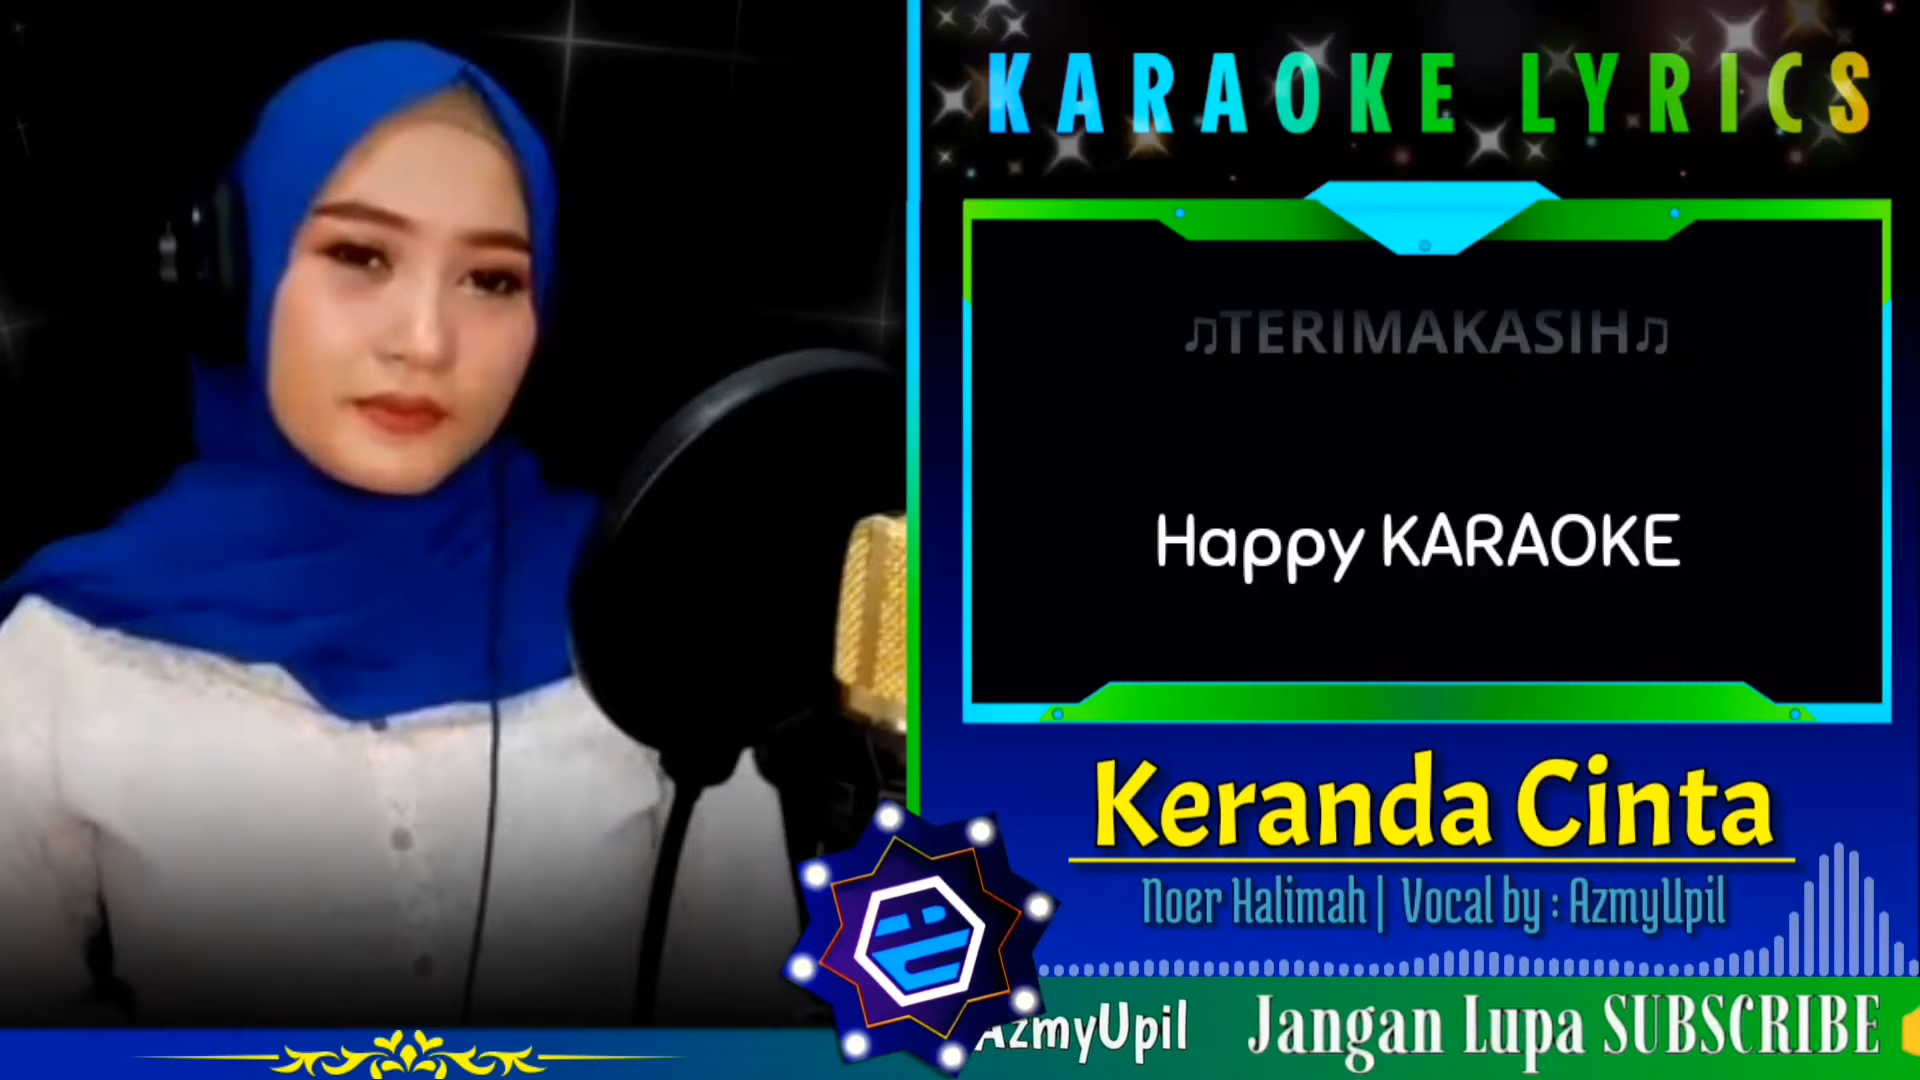 KARAOKE LYRICS
♫TERIMAKASIH♫
Happy KARAOKE
Keranda Cinta
Noer Halimah | Vocal by : AzmyUpil
AzmyUpil Jangan Lupa SUBSCRIBE